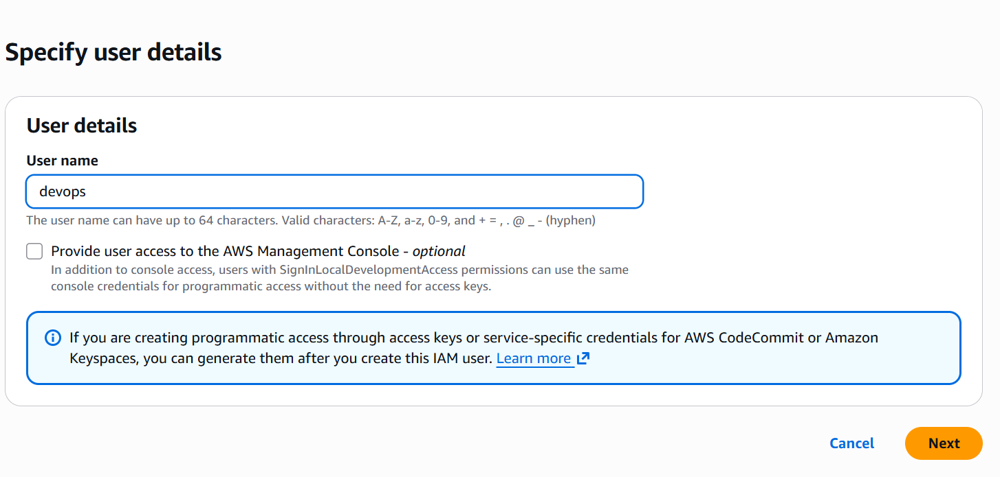 Specify user details
User details
User name
devops
The user name can have up to 64 characters. Valid characters: A-Z, a-z, 0-9, and + = , . @ _ - (hyphen)
Provide user access to the AWS Management Console - optional
In addition to console access, users with SignInLocalDevelopmentAccess permissions can use the same
console credentials for programmatic access without the need for access keys.
If you are creating programmatic access through access keys or service-specific credentials for AWS CodeCommit or Amazon
Keyspaces, you can generate them after you create this IAM user. Learn more
Cancel Next